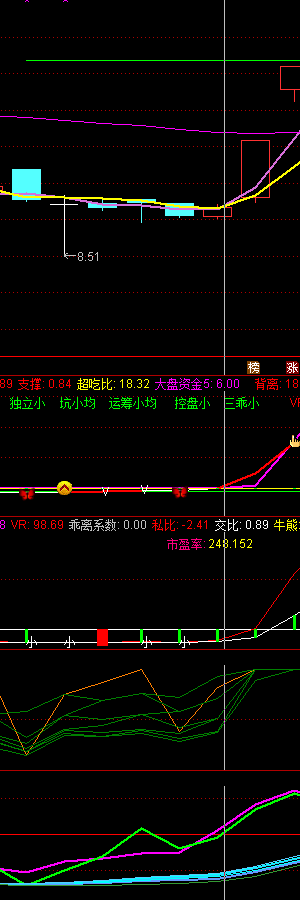 8.51
榜 涨
89 支撑: 0.84 超吃比: 18.32 大盘资金5: 6.00 背离: 18
独立小 坑小均 运筹小均 控盘小 三乖小
8 VR: 98.69 乖离系数: 0.00 私比: -2.41 交比: 0.89 牛熊:
市盈率: 248.152
小 小 小 小